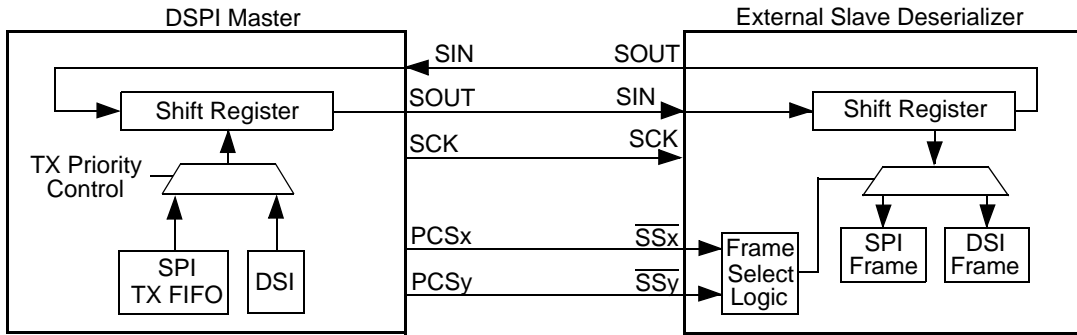 DSPI Master
External Slave Deserializer
SIN
SOUT
Shift Register
SOUT
SIN
Shift Register
SCK
SCK
TX Priority
Control
PCSx
SSx
Frame
Select
Logic
SPI
Frame
DSI
Frame
SPI
TX FIFO
DSI
PCSy
SSy